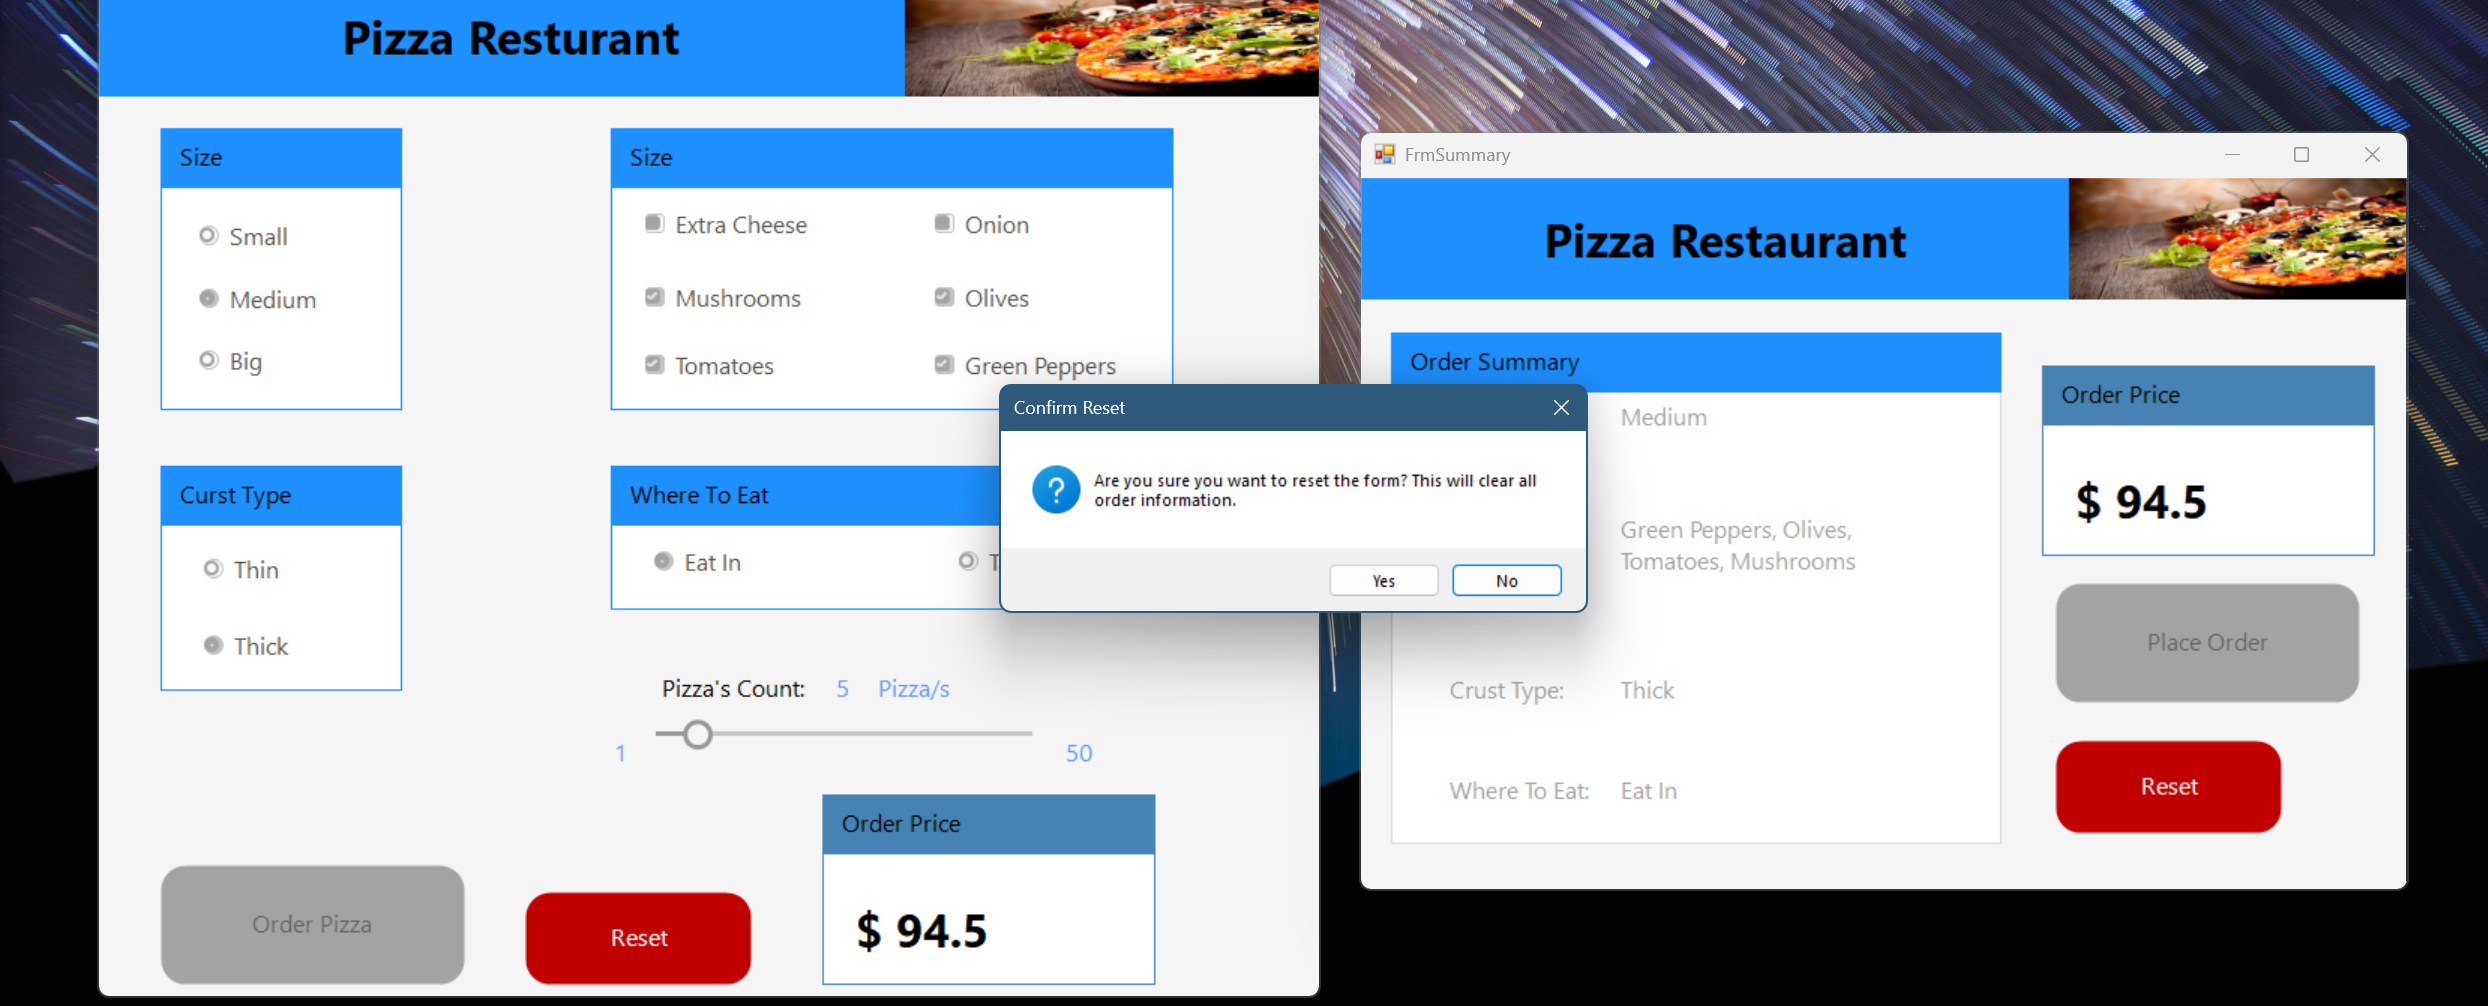 Pizza Resturant
Size
Small
Medium
Big
Size
Extra Cheese
Onion
Mushrooms
Olives
Tomatoes
Green Peppers
Curst Type
Thin
Thick
Where To Eat
Eat In
Pizza's Count: 5 Pizza/s
1
50
Order Pizza
Reset
Order Price
$ 94.5
Confirm Reset
Are you sure you want to reset the form? This will clear all
order information.
Yes
No
FrmSummary
Pizza Restaurant
Order Summary
Medium
Green Peppers, Olives,
Tomatoes, Mushrooms
Crust Type: Thick
Where To Eat: Eat In
Order Price
$ 94.5
Place Order
Reset